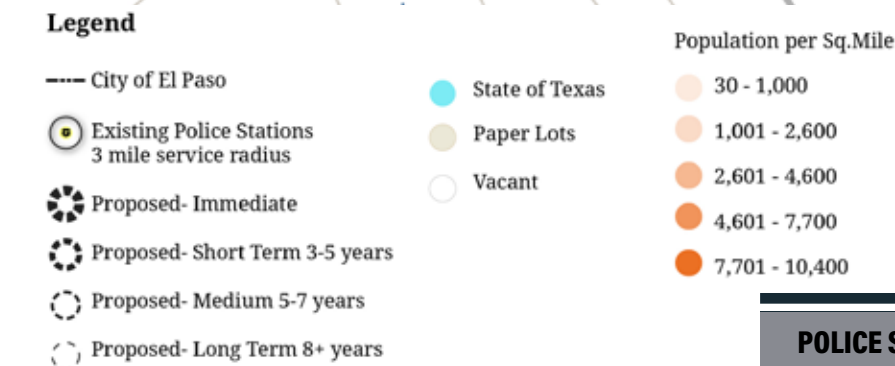 Legend
City of El Paso
Existing Police Stations
3 mile service radius
Proposed- Immediate
Proposed- Short Term 3-5 years
Proposed- Medium 5-7 years
Proposed- Long Term 8+ years
State of Texas
Paper Lots
Vacant
Population per Sq.Mile
30 - 1,000
1,001 - 2,600
2,601 - 4,600
4,601 - 7,700
7,701 - 10,400
POLICE